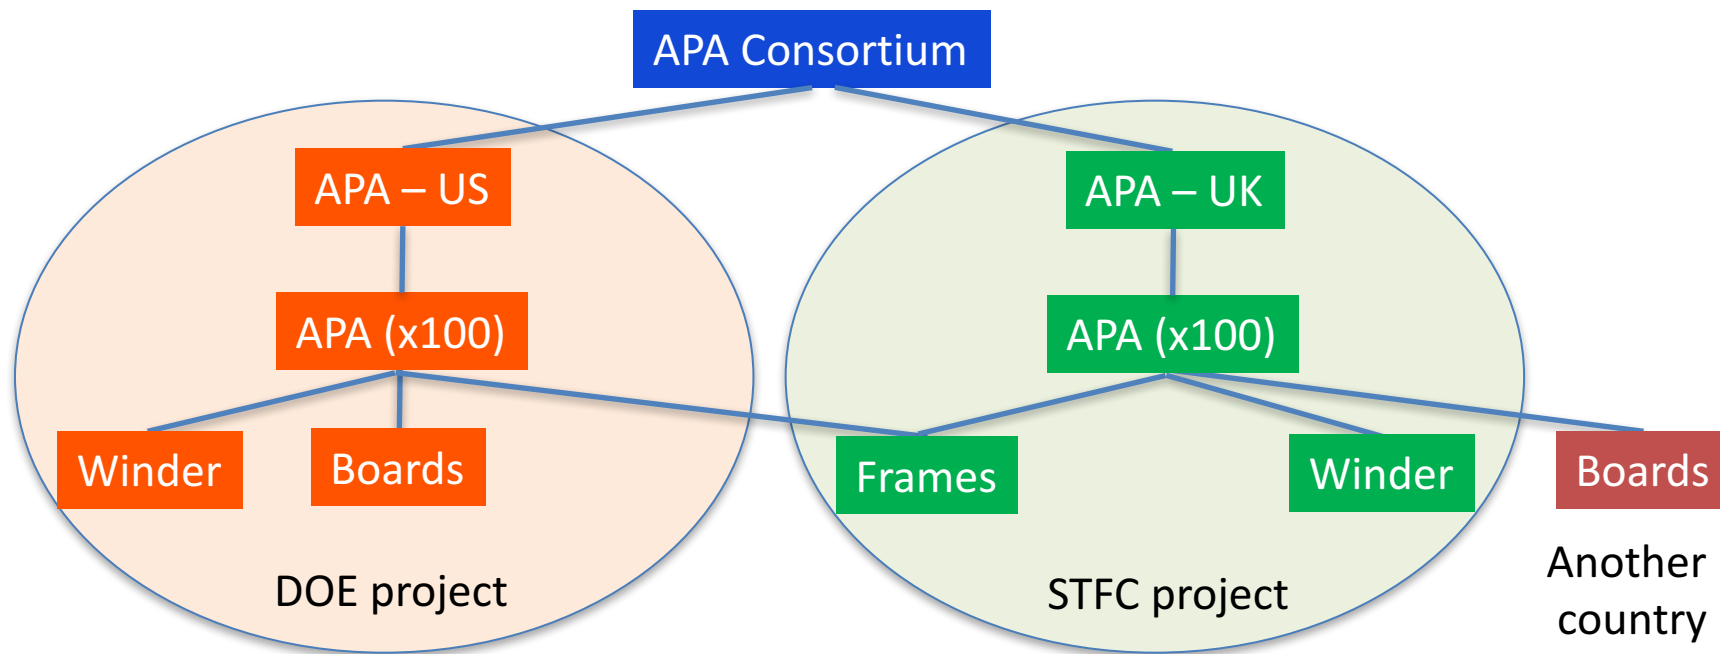 APA Consortium
APA – US
APA – UK
APA (x100)
APA (x100)
Winder
Boards
Frames
Winder
Boards
DOE project
STFC project
Another
country